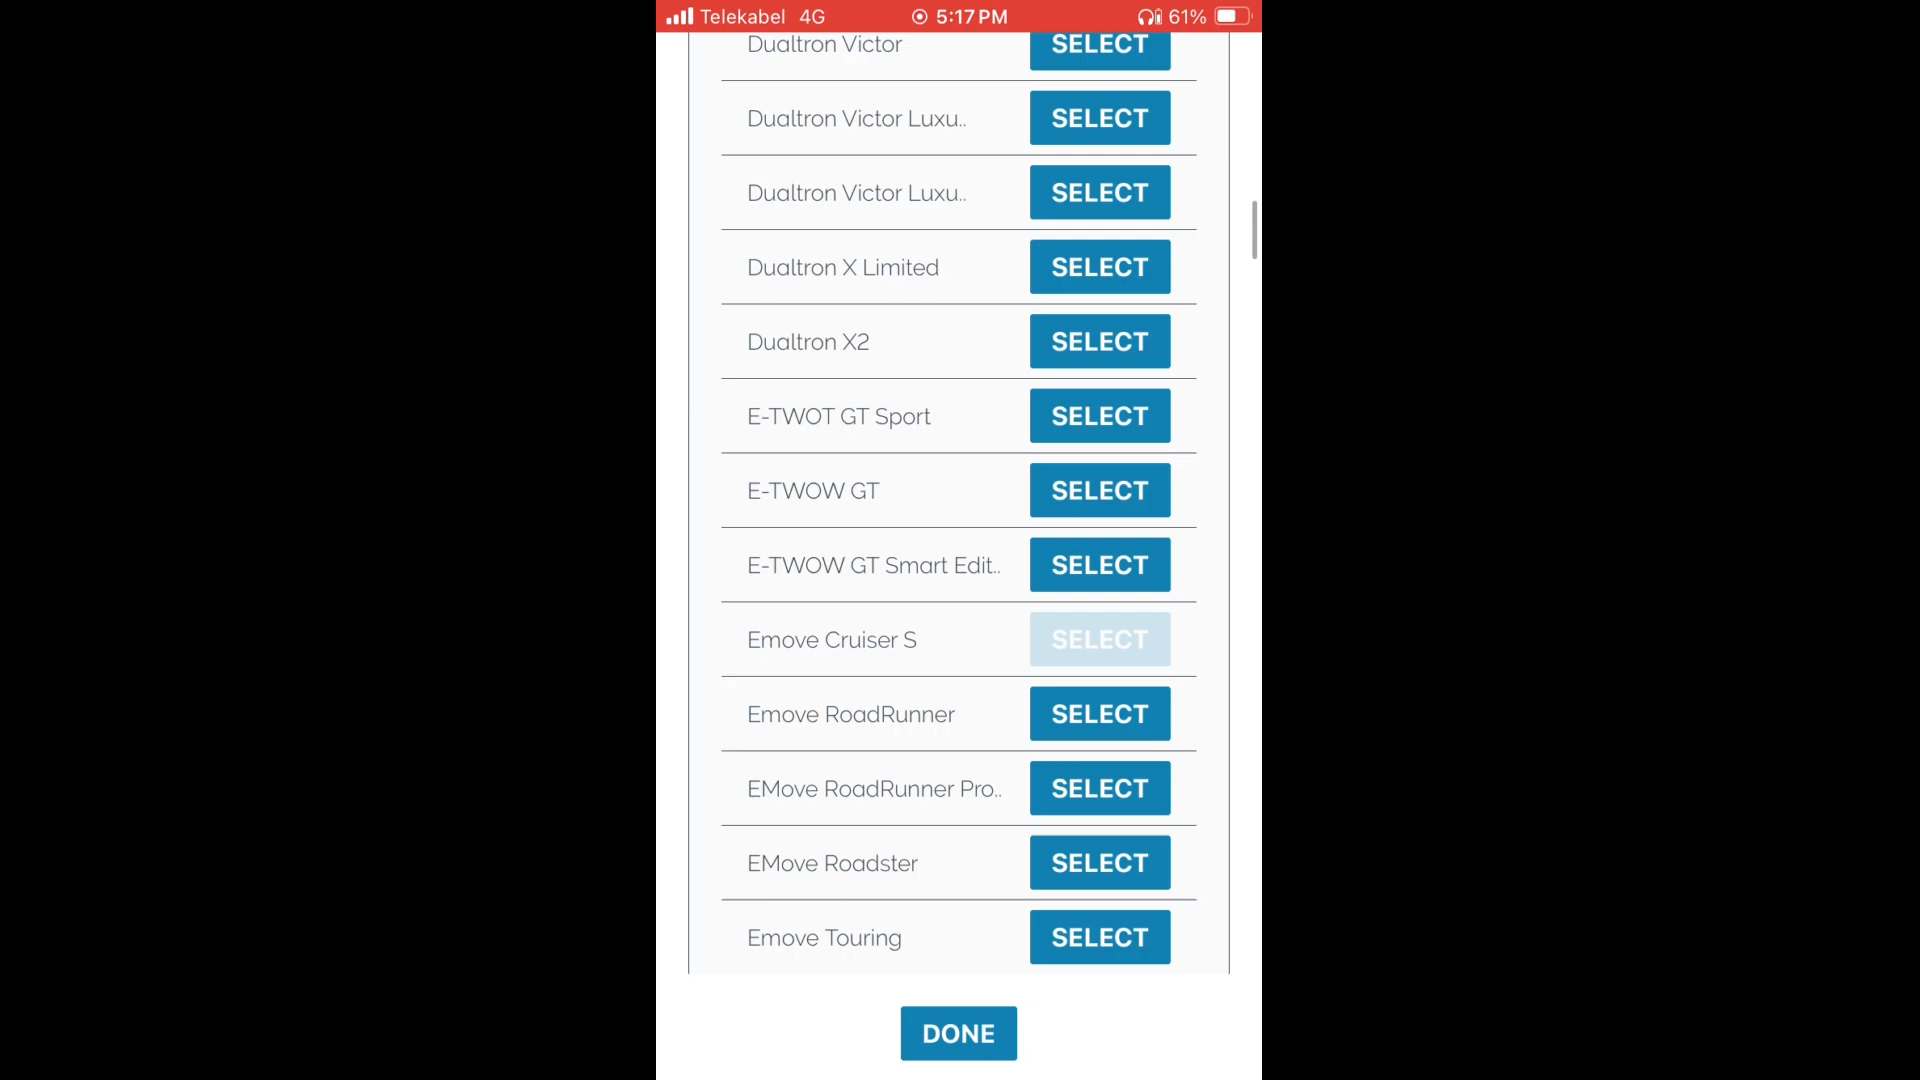 Telekabel 4G 5:17 PM 61%
Dualtron Victor SELECT
Dualtron Victor Luxu.. SELECT
Dualtron Victor Luxu.. SELECT
Dualtron X Limited SELECT
Dualtron X2 SELECT
E-TWOT GT Sport SELECT
E-TWOW GT SELECT
E-TWOW GT Smart Edit.. SELECT
Emove Cruiser S SELECT
Emove RoadRunner SELECT
EMove RoadRunner Pro.. SELECT
EMove Roadster SELECT
Emove Touring SELECT
DONE